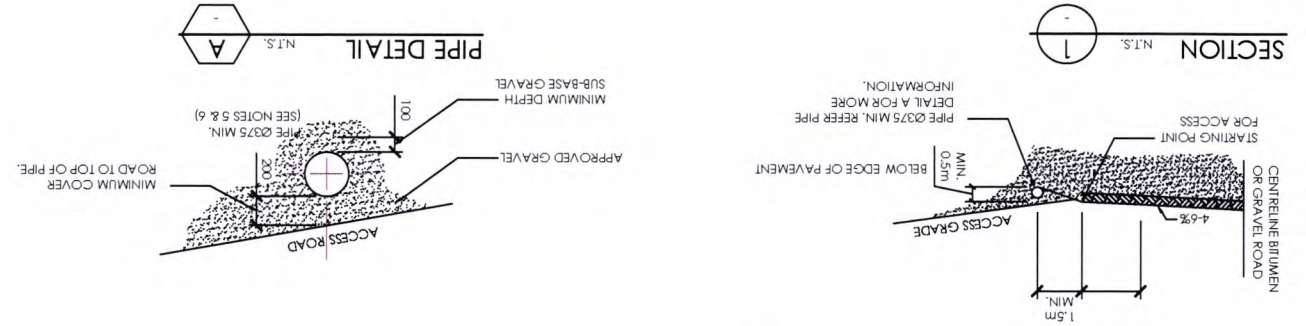 1.5m
MIN.
CENTRELINE BITUMEN
OR GRAVEL ROAD
4-6%
ACCESS GRADE
MIN.
0.5m
BELOW EDGE OF PAVEMENT
STARTING POINT
FOR ACCESS
PIPE Ø375 MIN. REFER PIPE
DETAIL A FOR MORE
INFORMATION.
SECTION
N.T.S.
1
-
ACCESS ROAD
APPROVED GRAVEL
200
MINIMUM COVER
ROAD TO TOP OF PIPE.
MINIMUM DEPTH
SUB-BASE GRAVEL
100
PIPE Ø375 MIN.
(SEE NOTES 5 & 6)
PIPE DETAIL
N.T.S.
A
-